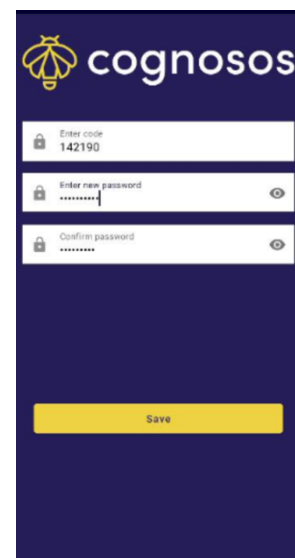 cognosos
Enter code
142190
Enter new password
••••••••••
Confirm password
•••••••••
Save